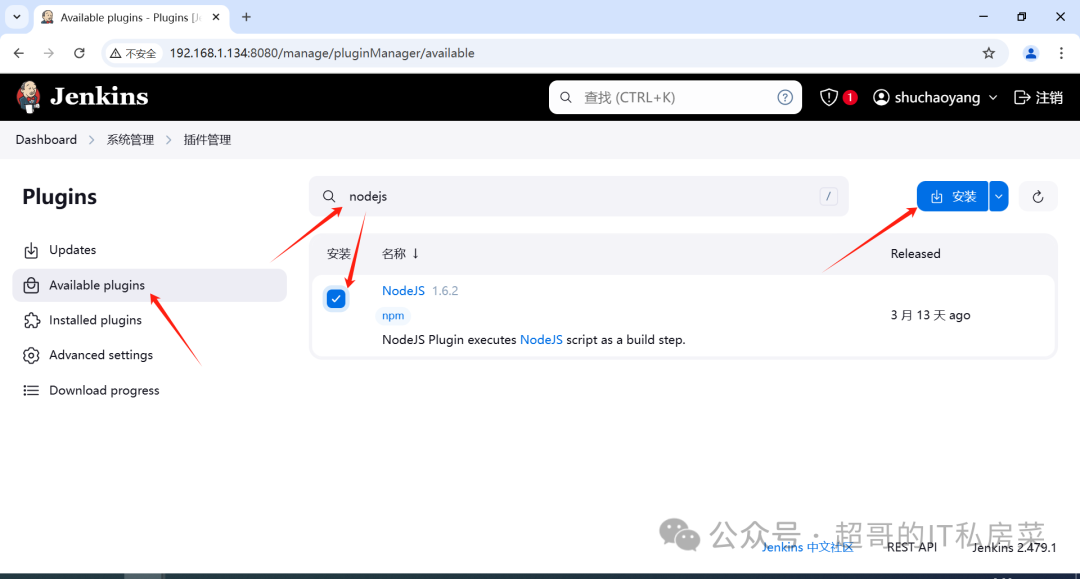 Available plugins - Plugins [J
不安全 192.168.1.134:8080/manage/pluginManager/available
Jenkins
查找 (CTRL+K)
?
1
shuchaoyang
注销
Dashboard
系统管理
插件管理
Plugins
nodejs
/
安装
Updates
Available plugins
Installed plugins
Advanced settings
Download progress
安装 名称 ↓ Released
NodeJS 1.6.2
npm
3 月 13 天 ago
NodeJS Plugin executes NodeJS script as a build step.
公众号 · 超哥的IT私房菜
Jenkins 中文社区 REST API Jenkins 2.479.1